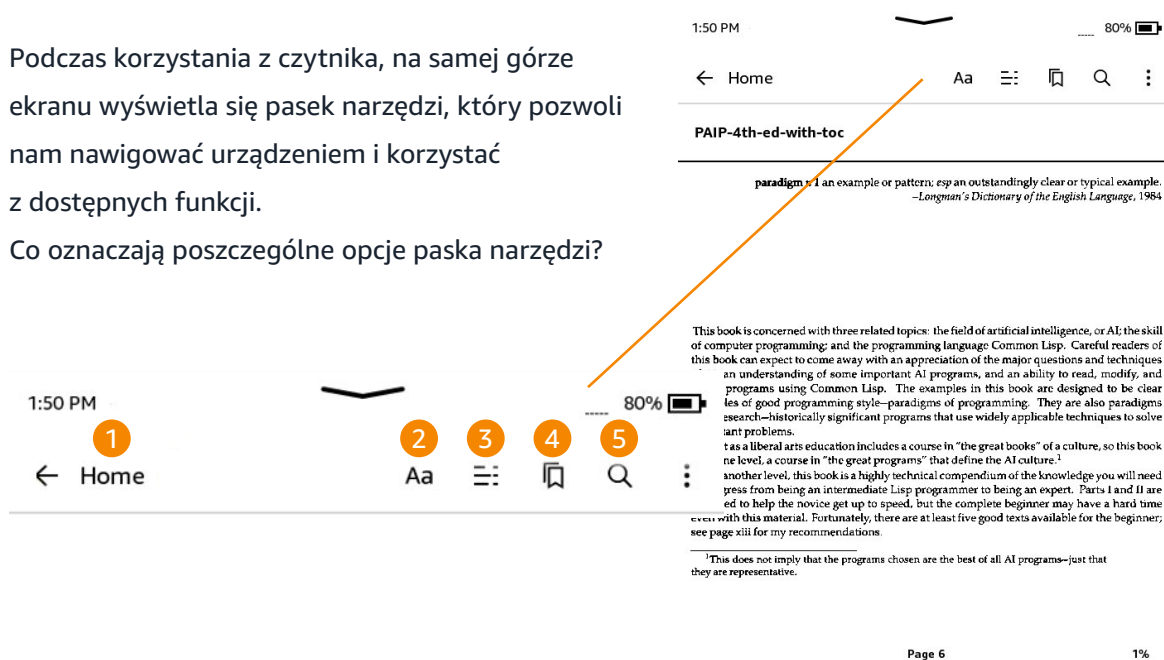 Podczas korzystania z czytnika, na samej górze
ekranu wyświetla się pasek narzędzi, który pozwoli
nam nawigować urządzeniem i korzystać
z dostępnych funkcji.
Co oznaczają poszczególne opcje paska narzędzi?
1:50 PM
80%
1
2
3
4
5
← Home
Aa
1:50 PM
80%
← Home
Aa
PAIP-4th-ed-with-toc
paradigm n 1 an example or pattern; esp an outstandingly clear or typical example.
–Longman's Dictionary of the English Language, 1984
This book is concerned with three related topics: the field of artificial intelligence, or AI; the skill
of computer programming; and the programming language Common Lisp. Careful readers of
this book can expect to come away with an appreciation of the major questions and techniques
an understanding of some important AI programs, and an ability to read, modify, and
programs using Common Lisp. The examples in this book are designed to be clear
les of good programming style–paradigms of programming. They are also paradigms
esearch–historically significant programs that use widely applicable techniques to solve
ant problems.
t as a liberal arts education includes a course in "the great books" of a culture, so this book
ne level, a course in "the great programs" that define the AI culture.1
another level, this book is a highly technical compendium of the knowledge you will need
gress from being an intermediate Lisp programmer to being an expert. Parts I and II are
ed to help the novice get up to speed, but the complete beginner may have a hard time
even with this material. Fortunately, there are at least five good texts available for the beginner;
see page xiii for my recommendations.
1This does not imply that the programs chosen are the best of all AI programs–just that
they are representative.
Page 6
1%